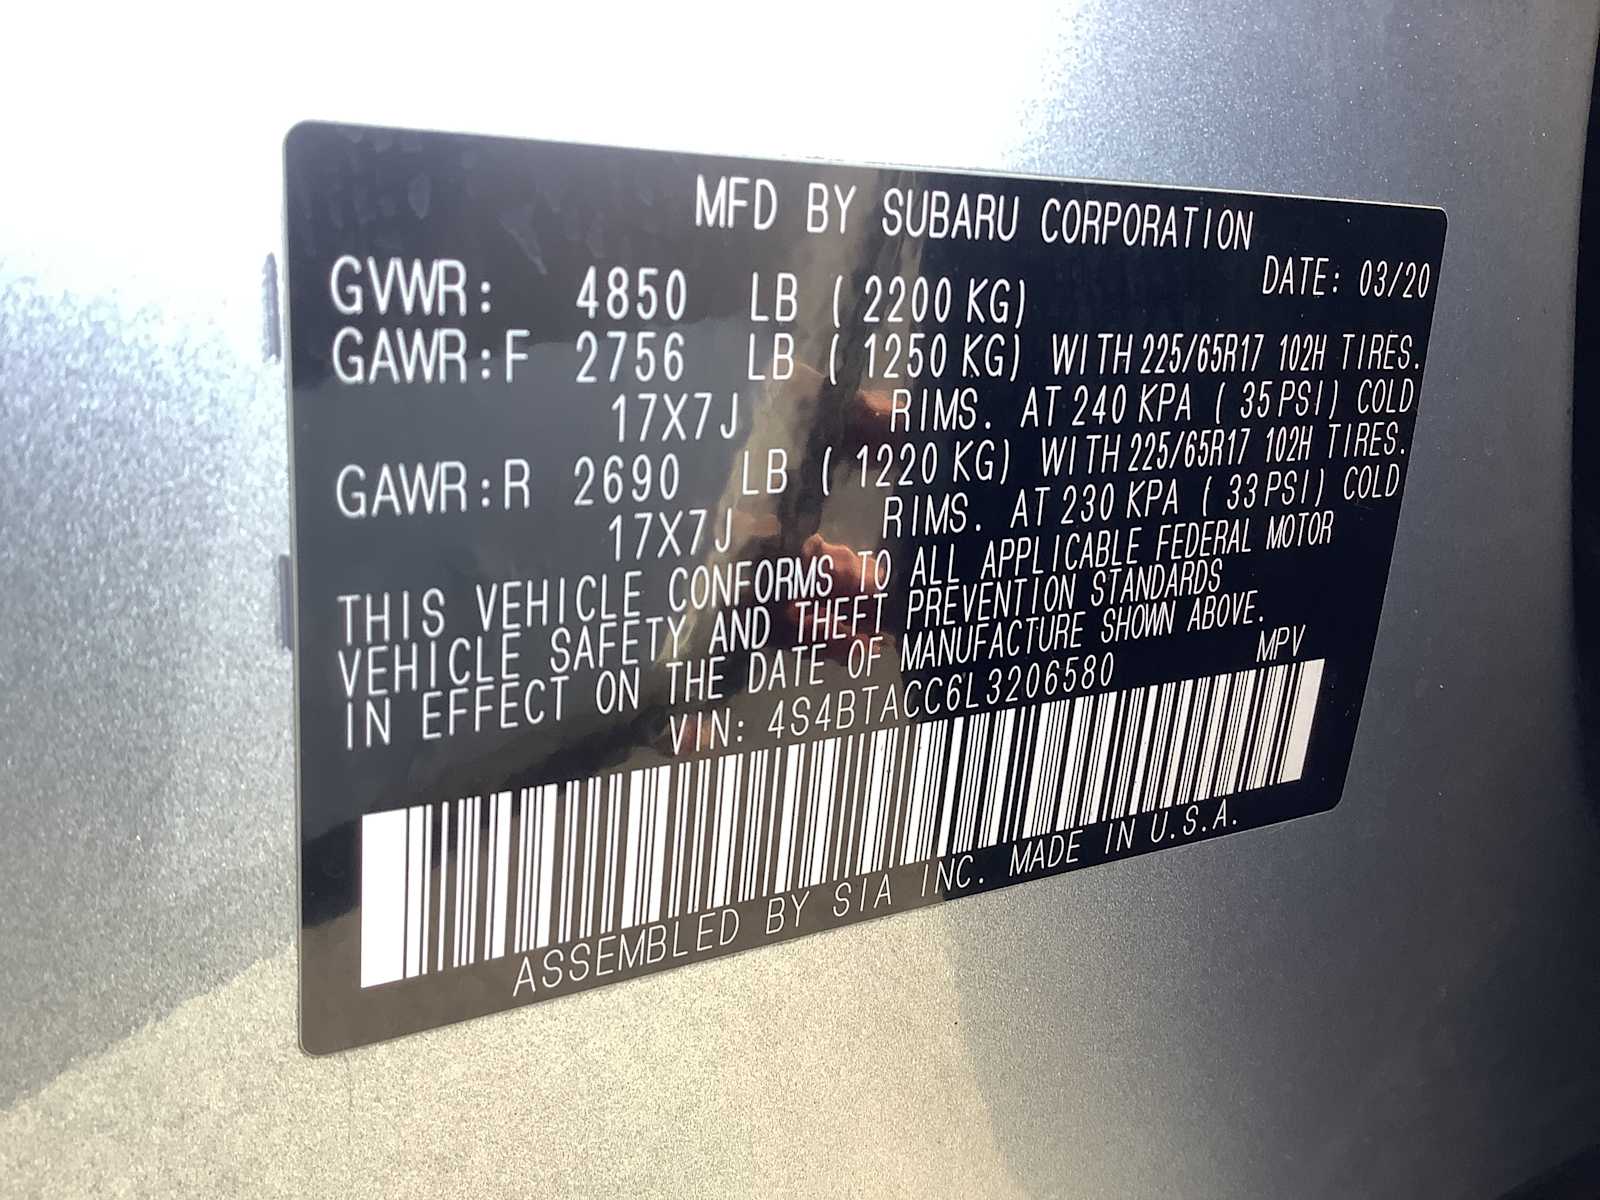 MFD BY SUBARU CORPORATION
DATE: 03/20
GVWR: 4850 LB ( 2200 KG)
GAWR:F 2756 LB ( 1250 KG) WITH 225/65R17 102H TIRES.
17X7J RIMS. AT 240 KPA ( 35 PSI) COLD
GAWR:R 2690 LB ( 1220 KG) WITH 225/65R17 102H TIRES.
17X7J RIMS. AT 230 KPA ( 33 PSI) COLD
THIS VEHICLE CONFORMS TO ALL APPLICABLE FEDERAL MOTOR
VEHICLE SAFETY AND THEFT PREVENTION STANDARDS
IN EFFECT ON THE DATE OF MANUFACTURE SHOWN ABOVE.
VIN: 4S4BTACC6L3206580 MPV
ASSEMBLED BY SIA INC. MADE IN U.S.A.